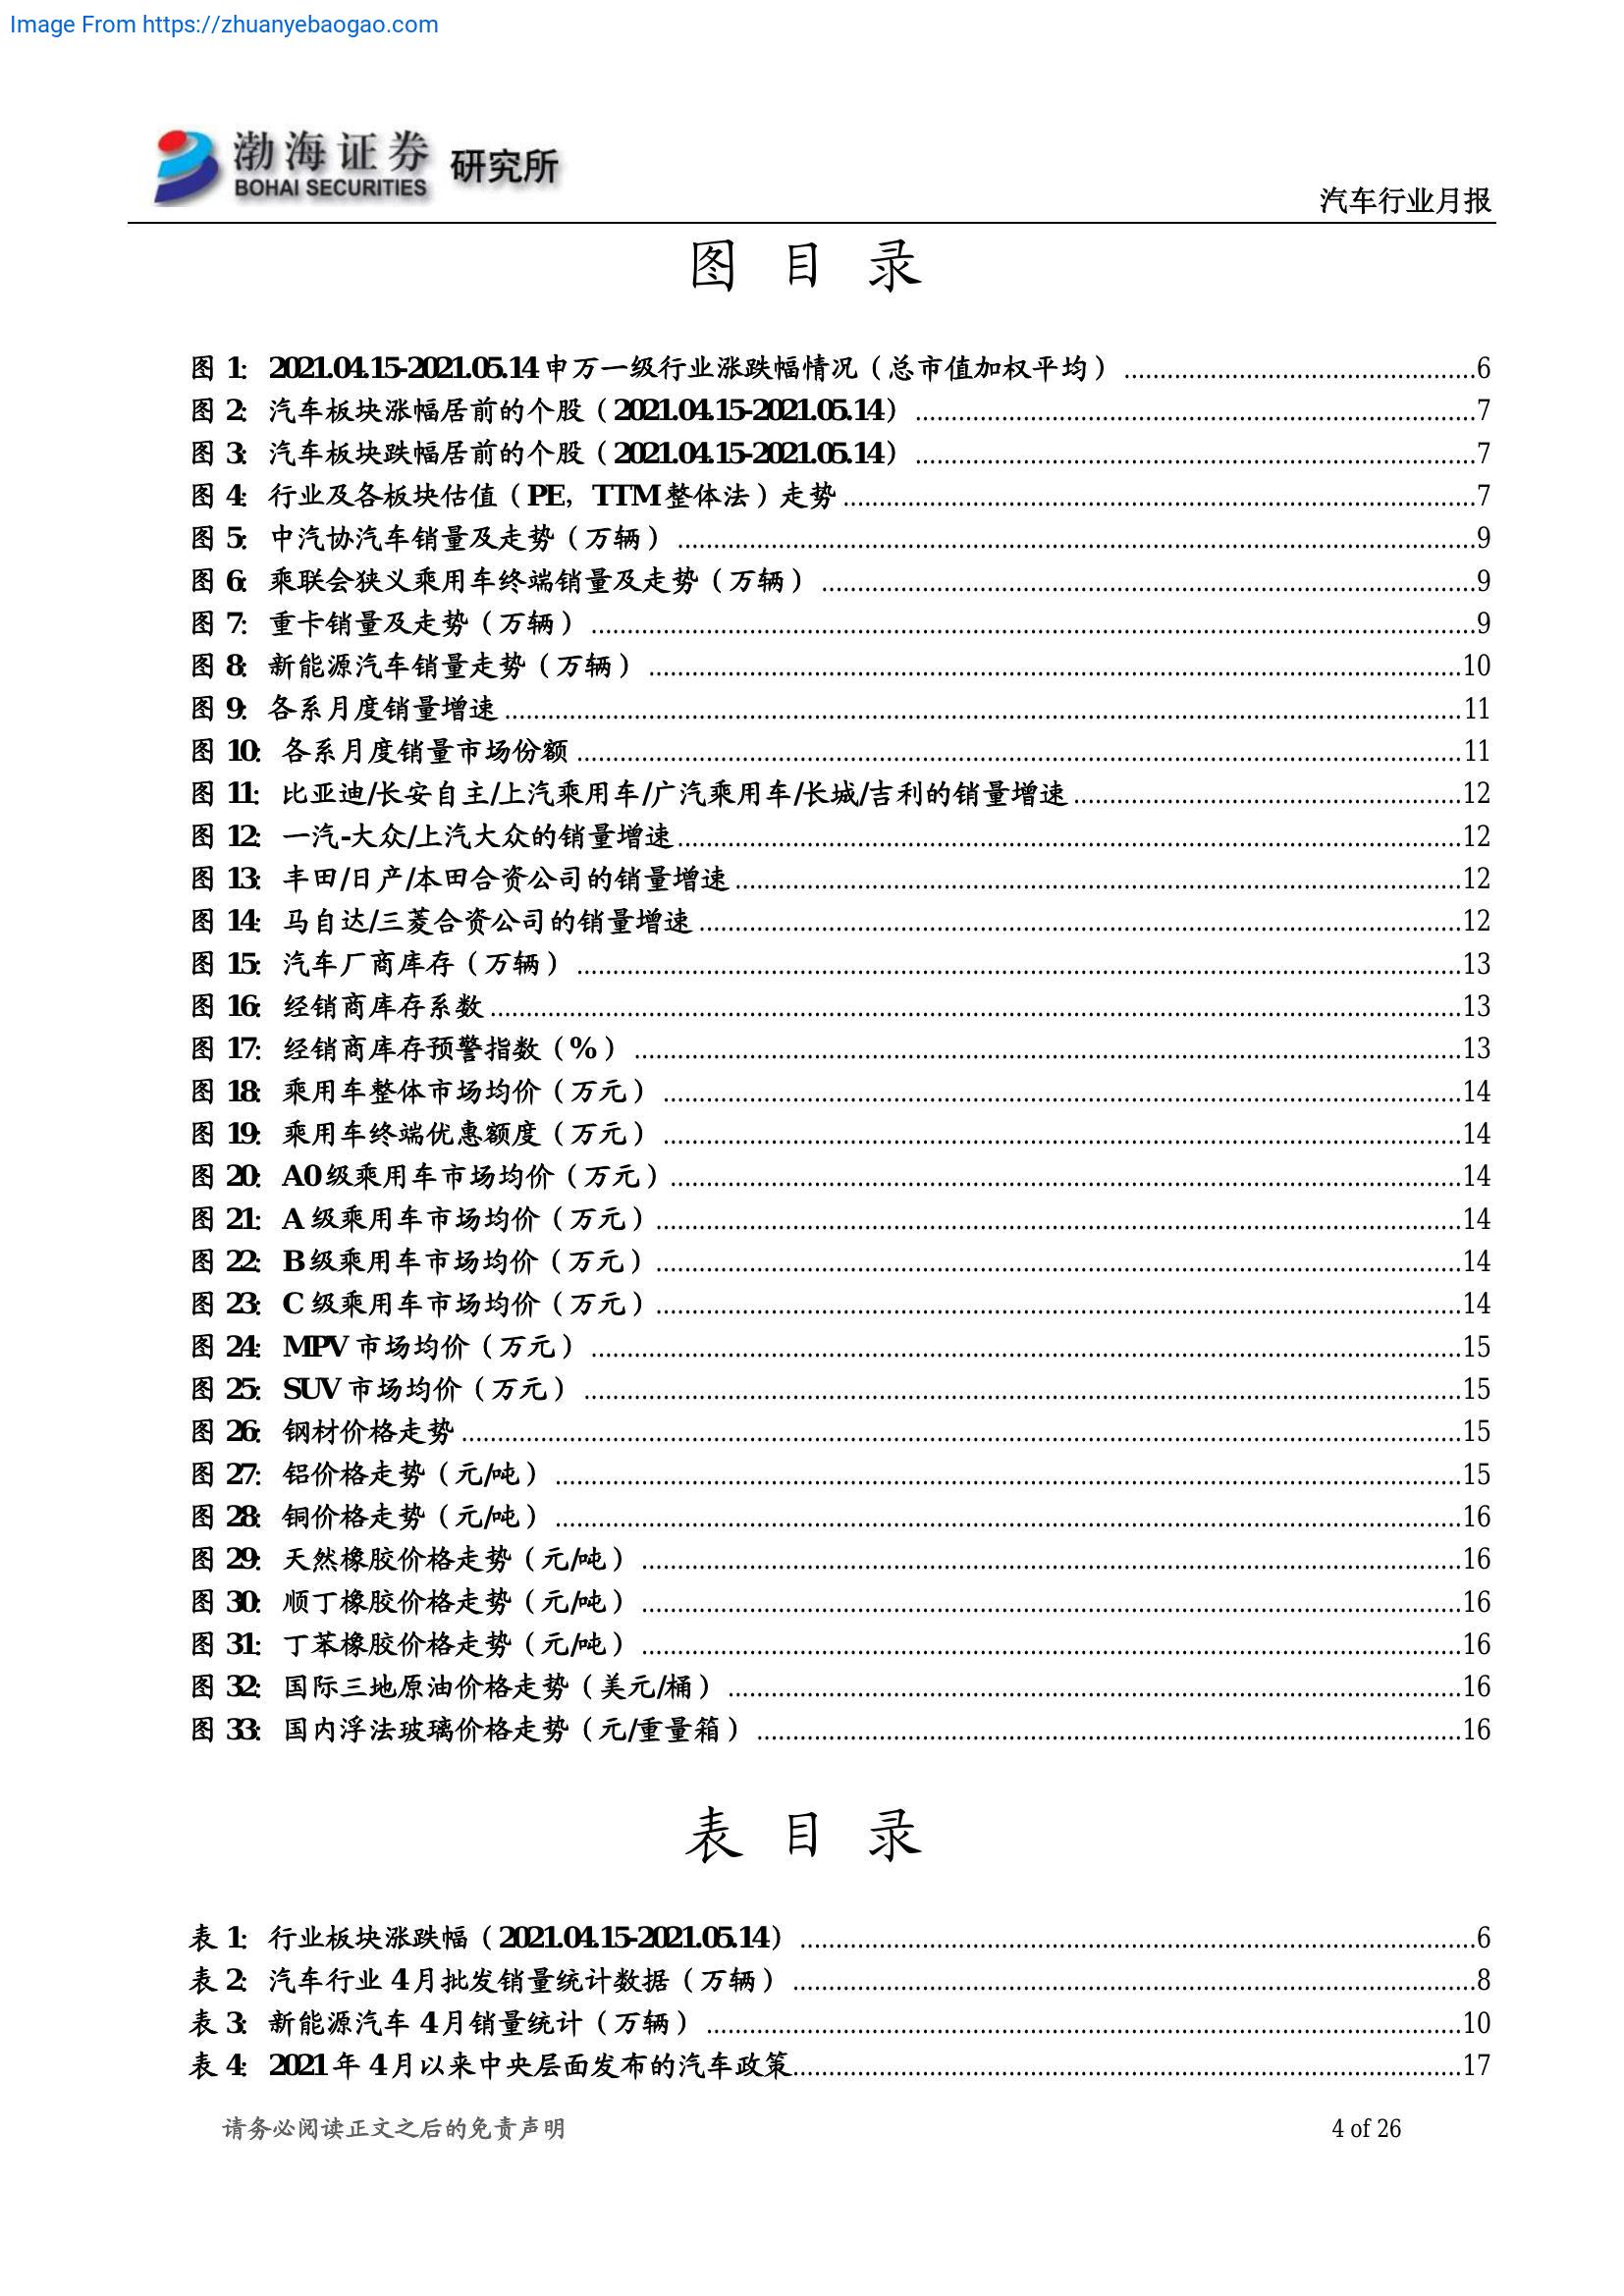 Image From https://zhuanyebaogao.com
渤海证券 研究所
BOHAI SECURITIES
汽车行业月报
图 目 录
图 1：2021.04.15-2021.05.14申万一级行业涨跌幅情况（总市值加权平均）................................................6
图 2：汽车板块涨幅居前的个股（2021.04.15-2021.05.14）................................................7
图 3：汽车板块跌幅居前的个股（2021.04.15-2021.05.14）................................................7
图 4：行业及各板块估值（PE，TTM整体法）走势................................................7
图 5：中汽协汽车销量及走势（万辆）................................................9
图 6：乘联会狭义乘用车终端销量及走势（万辆）................................................9
图 7：重卡销量及走势（万辆）................................................9
图 8：新能源汽车销量走势（万辆）................................................10
图 9：各系月度销量增速................................................11
图 10：各系月度销量市场份额................................................11
图 11：比亚迪/长安自主/上汽乘用车/广汽乘用车/长城/吉利的销量增速................................................12
图 12：一汽-大众/上汽大众的销量增速................................................12
图 13：丰田/日产/本田合资公司的销量增速................................................12
图 14：马自达/三菱合资公司的销量增速................................................12
图 15：汽车厂商库存（万辆）................................................13
图 16：经销商库存系数................................................13
图 17：经销商库存预警指数（%）................................................13
图 18：乘用车整体市场均价（万元）................................................14
图 19：乘用车终端优惠额度（万元）................................................14
图 20：A0级乘用车市场均价（万元）................................................14
图 21：A 级乘用车市场均价（万元）................................................14
图 22：B级乘用车市场均价（万元）................................................14
图 23：C 级乘用车市场均价（万元）................................................14
图 24：MPV 市场均价（万元）................................................15
图 25：SUV 市场均价（万元）................................................15
图 26：钢材价格走势................................................15
图 27：铝价格走势（元/吨）................................................15
图 28：铜价格走势（元/吨）................................................16
图 29：天然橡胶价格走势（元/吨）................................................16
图 30：顺丁橡胶价格走势（元/吨）................................................16
图 31：丁苯橡胶价格走势（元/吨）................................................16
图 32：国际三地原油价格走势（美元/桶）................................................16
图 33：国内浮法玻璃价格走势（元/重量箱）................................................16
表 目 录
表 1：行业板块涨跌幅（2021.04.15-2021.05.14）................................................6
表 2：汽车行业 4月批发销量统计数据（万辆）................................................8
表 3：新能源汽车 4月销量统计（万辆）................................................10
表 4：2021年 4月以来中央层面发布的汽车政策................................................17
请务必阅读正文之后的免责声明
4 of 26